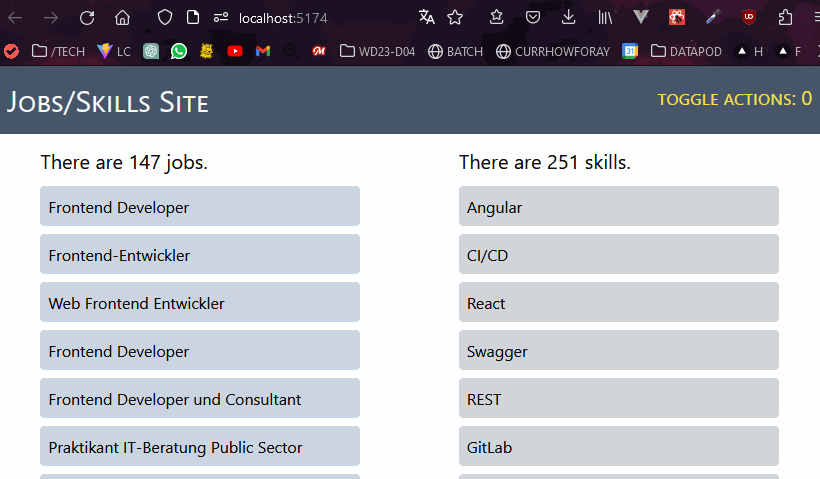 localhost:5174
/TECH LC WD23-D04 BATCH CURRHOWFORAY 31 DATAPOD H F
Jobs/Skills Site
TOGGLE ACTIONS: 0
There are 147 jobs.
Frontend Developer
Frontend-Entwickler
Web Frontend Entwickler
Frontend Developer
Frontend Developer und Consultant
Praktikant IT-Beratung Public Sector
There are 251 skills.
Angular
CI/CD
React
Swagger
REST
GitLab